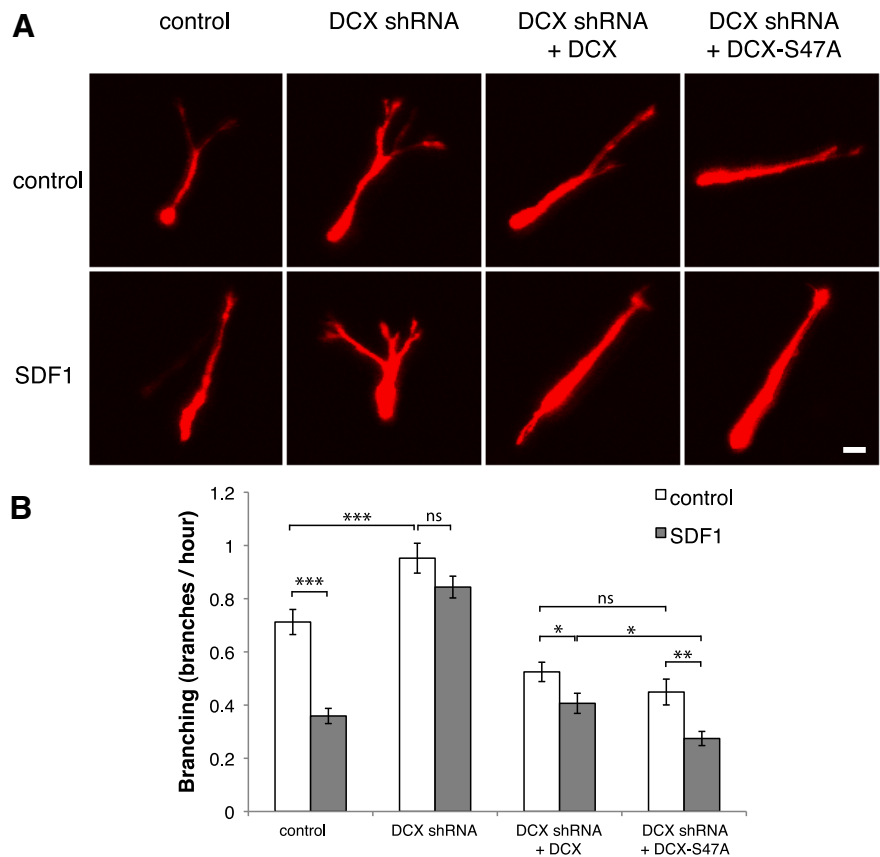 A
control
DCX shRNA
DCX shRNA
+ DCX
DCX shRNA
+ DCX-S47A
control
SDF1
B
Branching (branches / hour)
1.2
1
0.8
0.6
0.4
0.2
0
control
SDF1
***
***
ns
ns
*
*
**
control
DCX shRNA
DCX shRNA
+ DCX
DCX shRNA
+ DCX-S47A